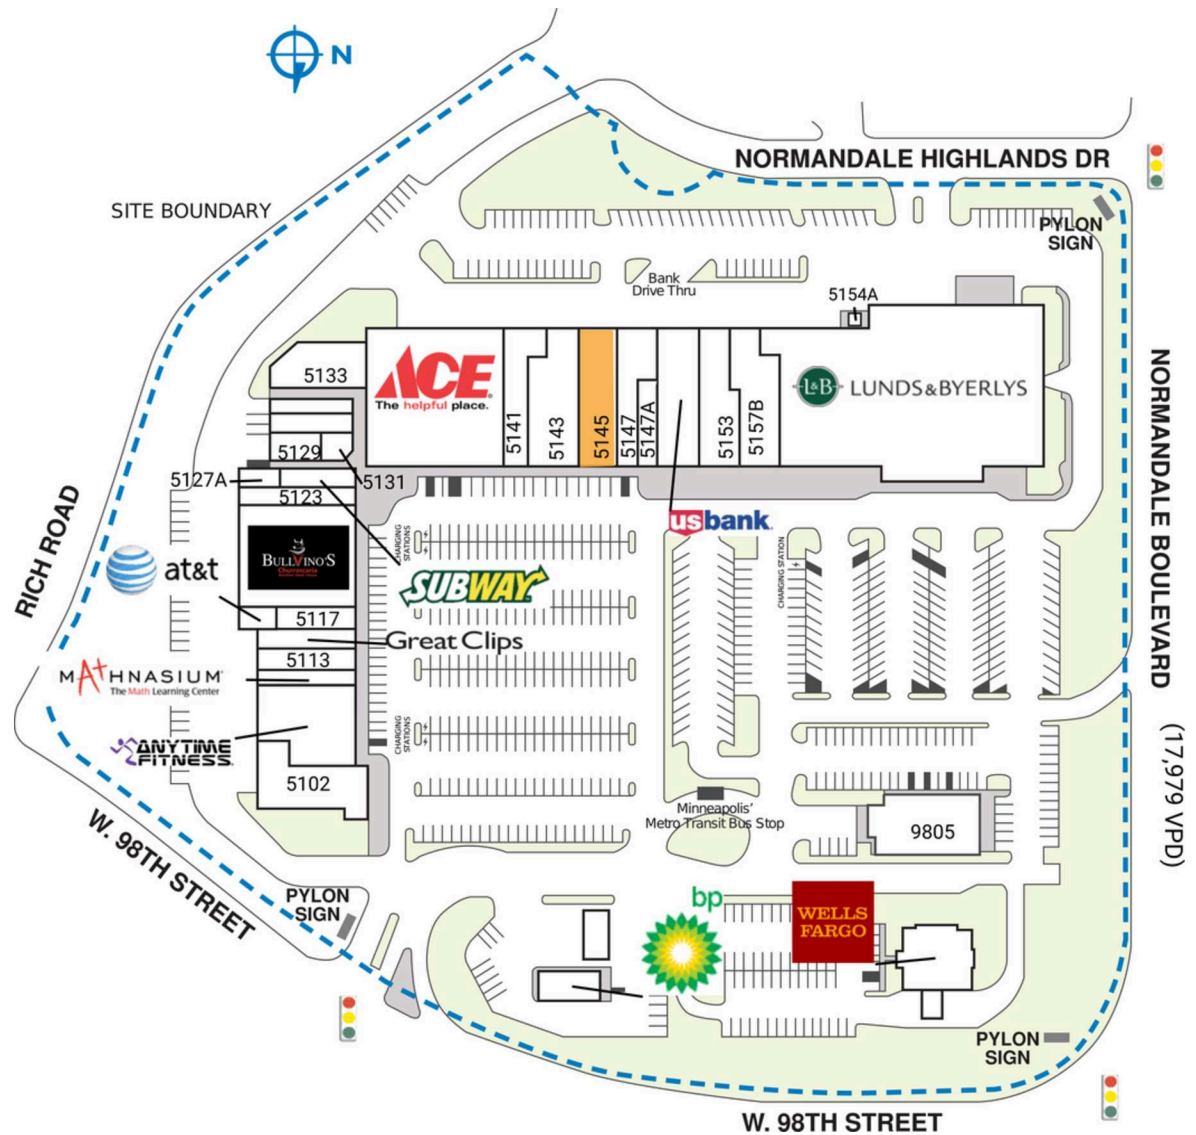 N
NORMANDALE HIGHLANDS DR
SITE BOUNDARY
PYLON
SIGN
Bank
Drive Thru
5154A
5133
ACE
The helpful place.
5141
5143
5145
5147
5147A
5153
5157B
L&B
LUNDS & BYERLYS
NORMANDALE BOULEVARD
(17,979 VPD)
5129
5127A
5131
5123
RICH ROAD
usbank
BULLVINO'S
Churrascaria
CHARGING
STATIONS
CHARGING STATION
at&t
SUBWAY
5117
Great Clips
5113
MATHNASIUM
The Math Learning Center
ANYTIME
FITNESS
CHARGING
STATIONS
5102
Minneapolis'
Metro Transit Bus Stop
9805
W. 98TH STREET
PYLON
SIGN
bp
WELLS
FARGO
PYLON
SIGN
W. 98TH STREET